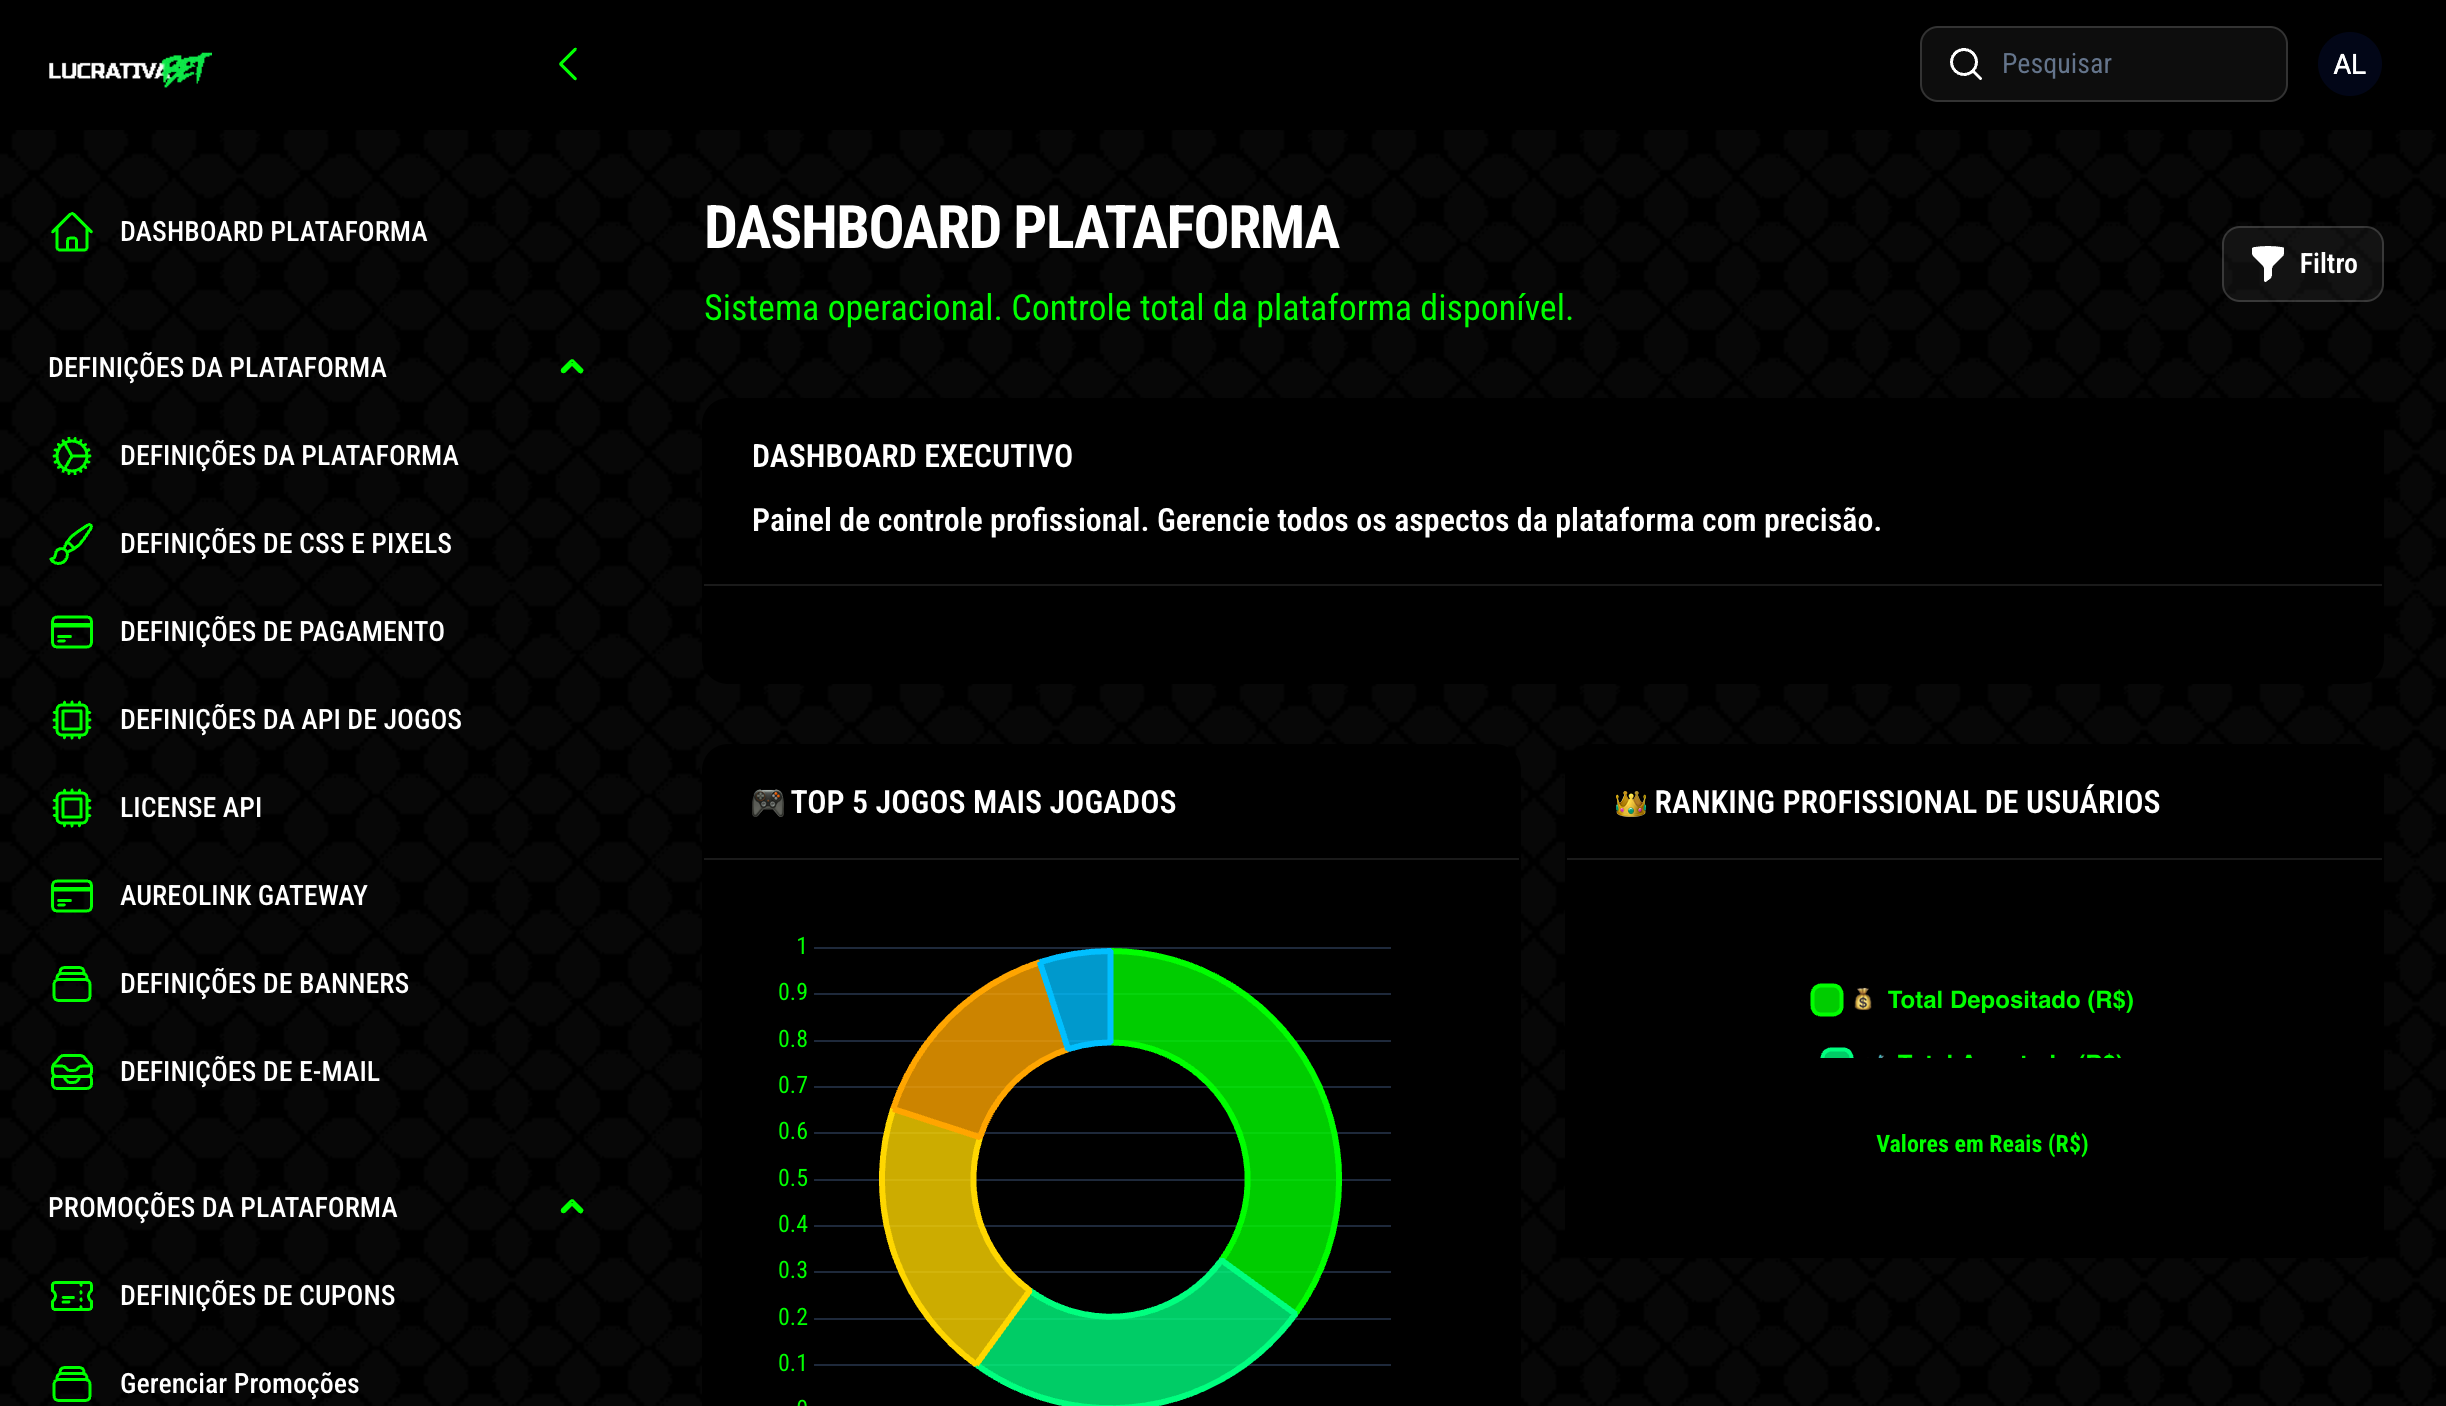 LUCRATIVABET
Pesquisar
AL
DASHBOARD PLATAFORMA
DEFINIÇÕES DA PLATAFORMA
DEFINIÇÕES DA PLATAFORMA
DEFINIÇÕES DE CSS E PIXELS
DEFINIÇÕES DE PAGAMENTO
DEFINIÇÕES DA API DE JOGOS
LICENSE API
AUREOLINK GATEWAY
DEFINIÇÕES DE BANNERS
DEFINIÇÕES DE E-MAIL
PROMOÇÕES DA PLATAFORMA
DEFINIÇÕES DE CUPONS
Gerenciar Promoções
DASHBOARD PLATAFORMA
Sistema operacional. Controle total da plataforma disponível.
Filtro
DASHBOARD EXECUTIVO
Painel de controle profissional. Gerencie todos os aspectos da plataforma com precisão.
TOP 5 JOGOS MAIS JOGADOS
1
0.9
0.8
0.7
0.6
0.5
0.4
0.3
0.2
0.1
RANKING PROFISSIONAL DE USUÁRIOS
Total Depositado (R$)
Valores em Reais (R$)